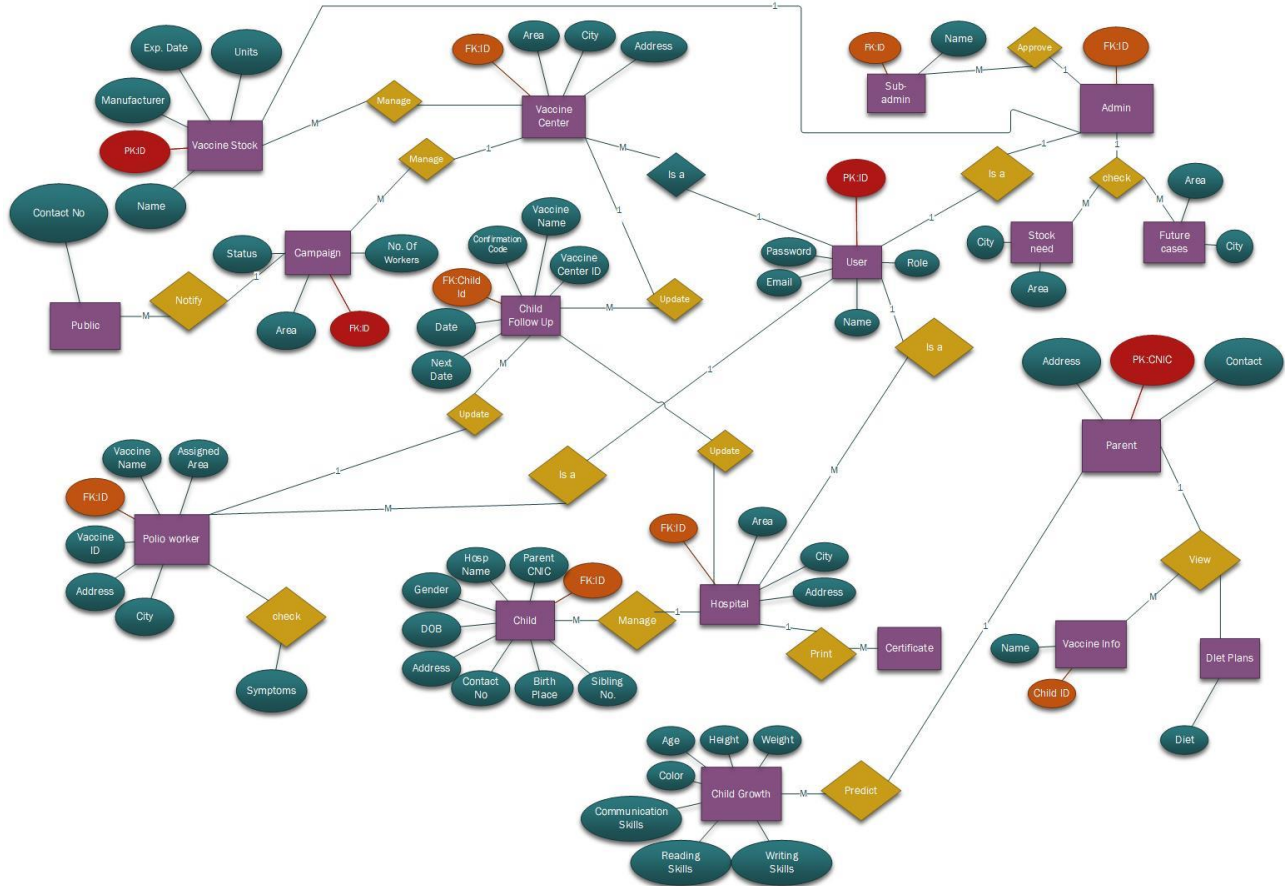 1
Exp. Date
Units
Manufacturer
PK:ID
Name
Vaccine Stock
M
Manage
FK:ID
Area
City
Address
Vaccine
Center
FK:ID
Name
Sub-
admin
M
Approve
1
FK:ID
Admin
Manage
1
M
M
Is a
1
1
Is a
1
PK:ID
1
check
M
M
Area
City
Future
cases
City
Stock
need
Area
Contact No
Public
M
Notify
1
Status
Campaign
No. Of
Workers
Area
FK:ID
Confirmation
Code
Vaccine
Name
Vaccine
Center ID
FK:Child
Id
Date
Next
Date
Child
Follow Up
M
1
Update
Password
Email
User
Role
Name
1
Is a
M
M
Update
1
1
Is a
M
Update
Address
PK:CNIC
Contact
Parent
1
View
M
Vaccine
Name
Assigned
Area
FK:ID
Vaccine
ID
Address
City
Polio worker
check
Symptoms
Hosp
Name
Parent
CNIC
FK:ID
Gender
DOB
Address
Contact
No
Birth
Place
Sibling
No.
Child
M
Manage
1
FK:ID
Area
City
Address
Hospital
1
Print
M
Certificate
1
Name
Vaccine Info
Child ID
DIet Plans
Diet
Age
Height
Weight
Color
Child Growth
Communication
Skills
Reading
Skills
Writing
Skills
M
Predict